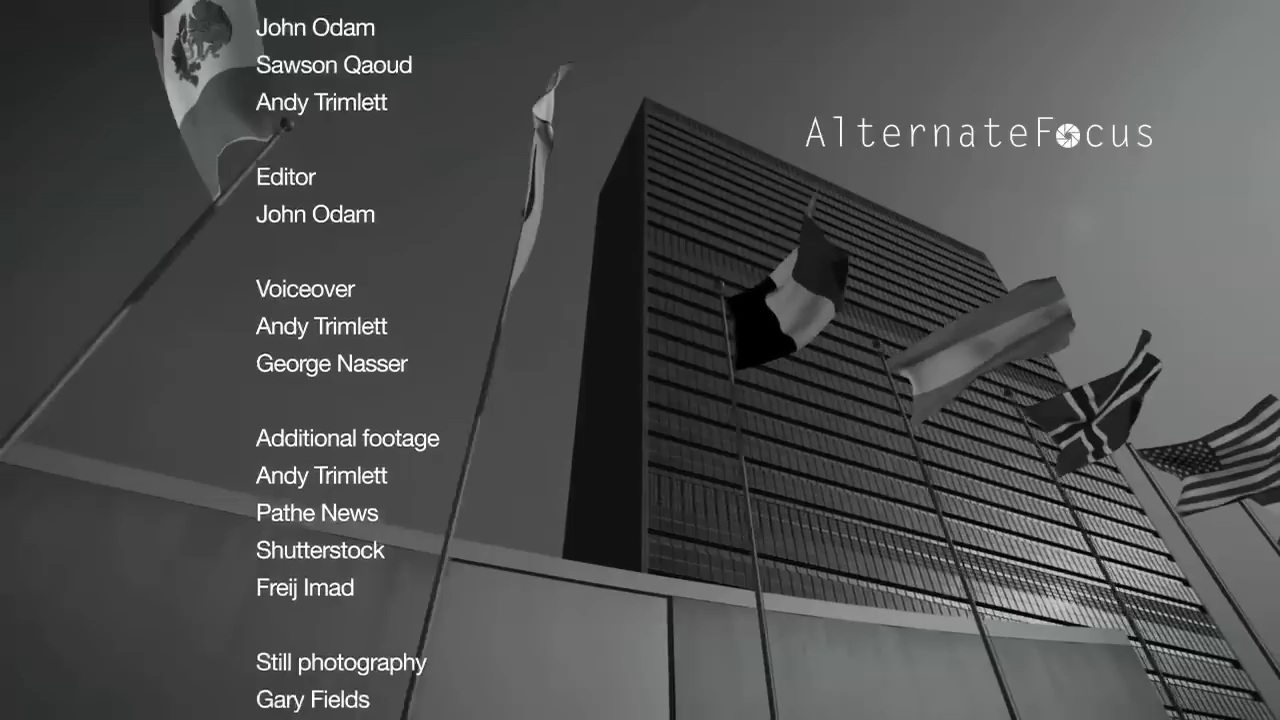 John Odam
Sawson Qaoud
Andy Trimlett
Editor
John Odam
Voiceover
Andy Trimlett
George Nasser
Additional footage
Andy Trimlett
Pathe News
Shutterstock
Freij Imad
Still photography
Gary Fields
AlternateFocus